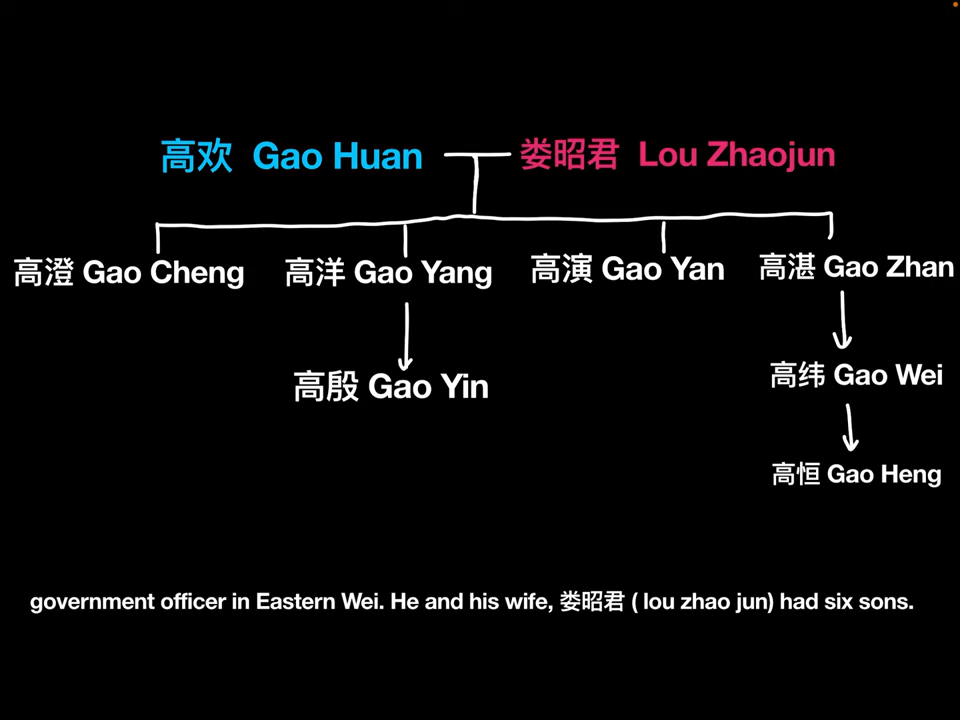 高欢 Gao Huan 娄昭君 Lou Zhaojun
高澄 Gao Cheng 高洋 Gao Yang 高演 Gao Yan 高湛 Gao Zhan
高殷 Gao Yin 高纬 Gao Wei
高恒 Gao Heng
government officer in Eastern Wei. He and his wife, 娄昭君 ( lou zhao jun) had six sons.